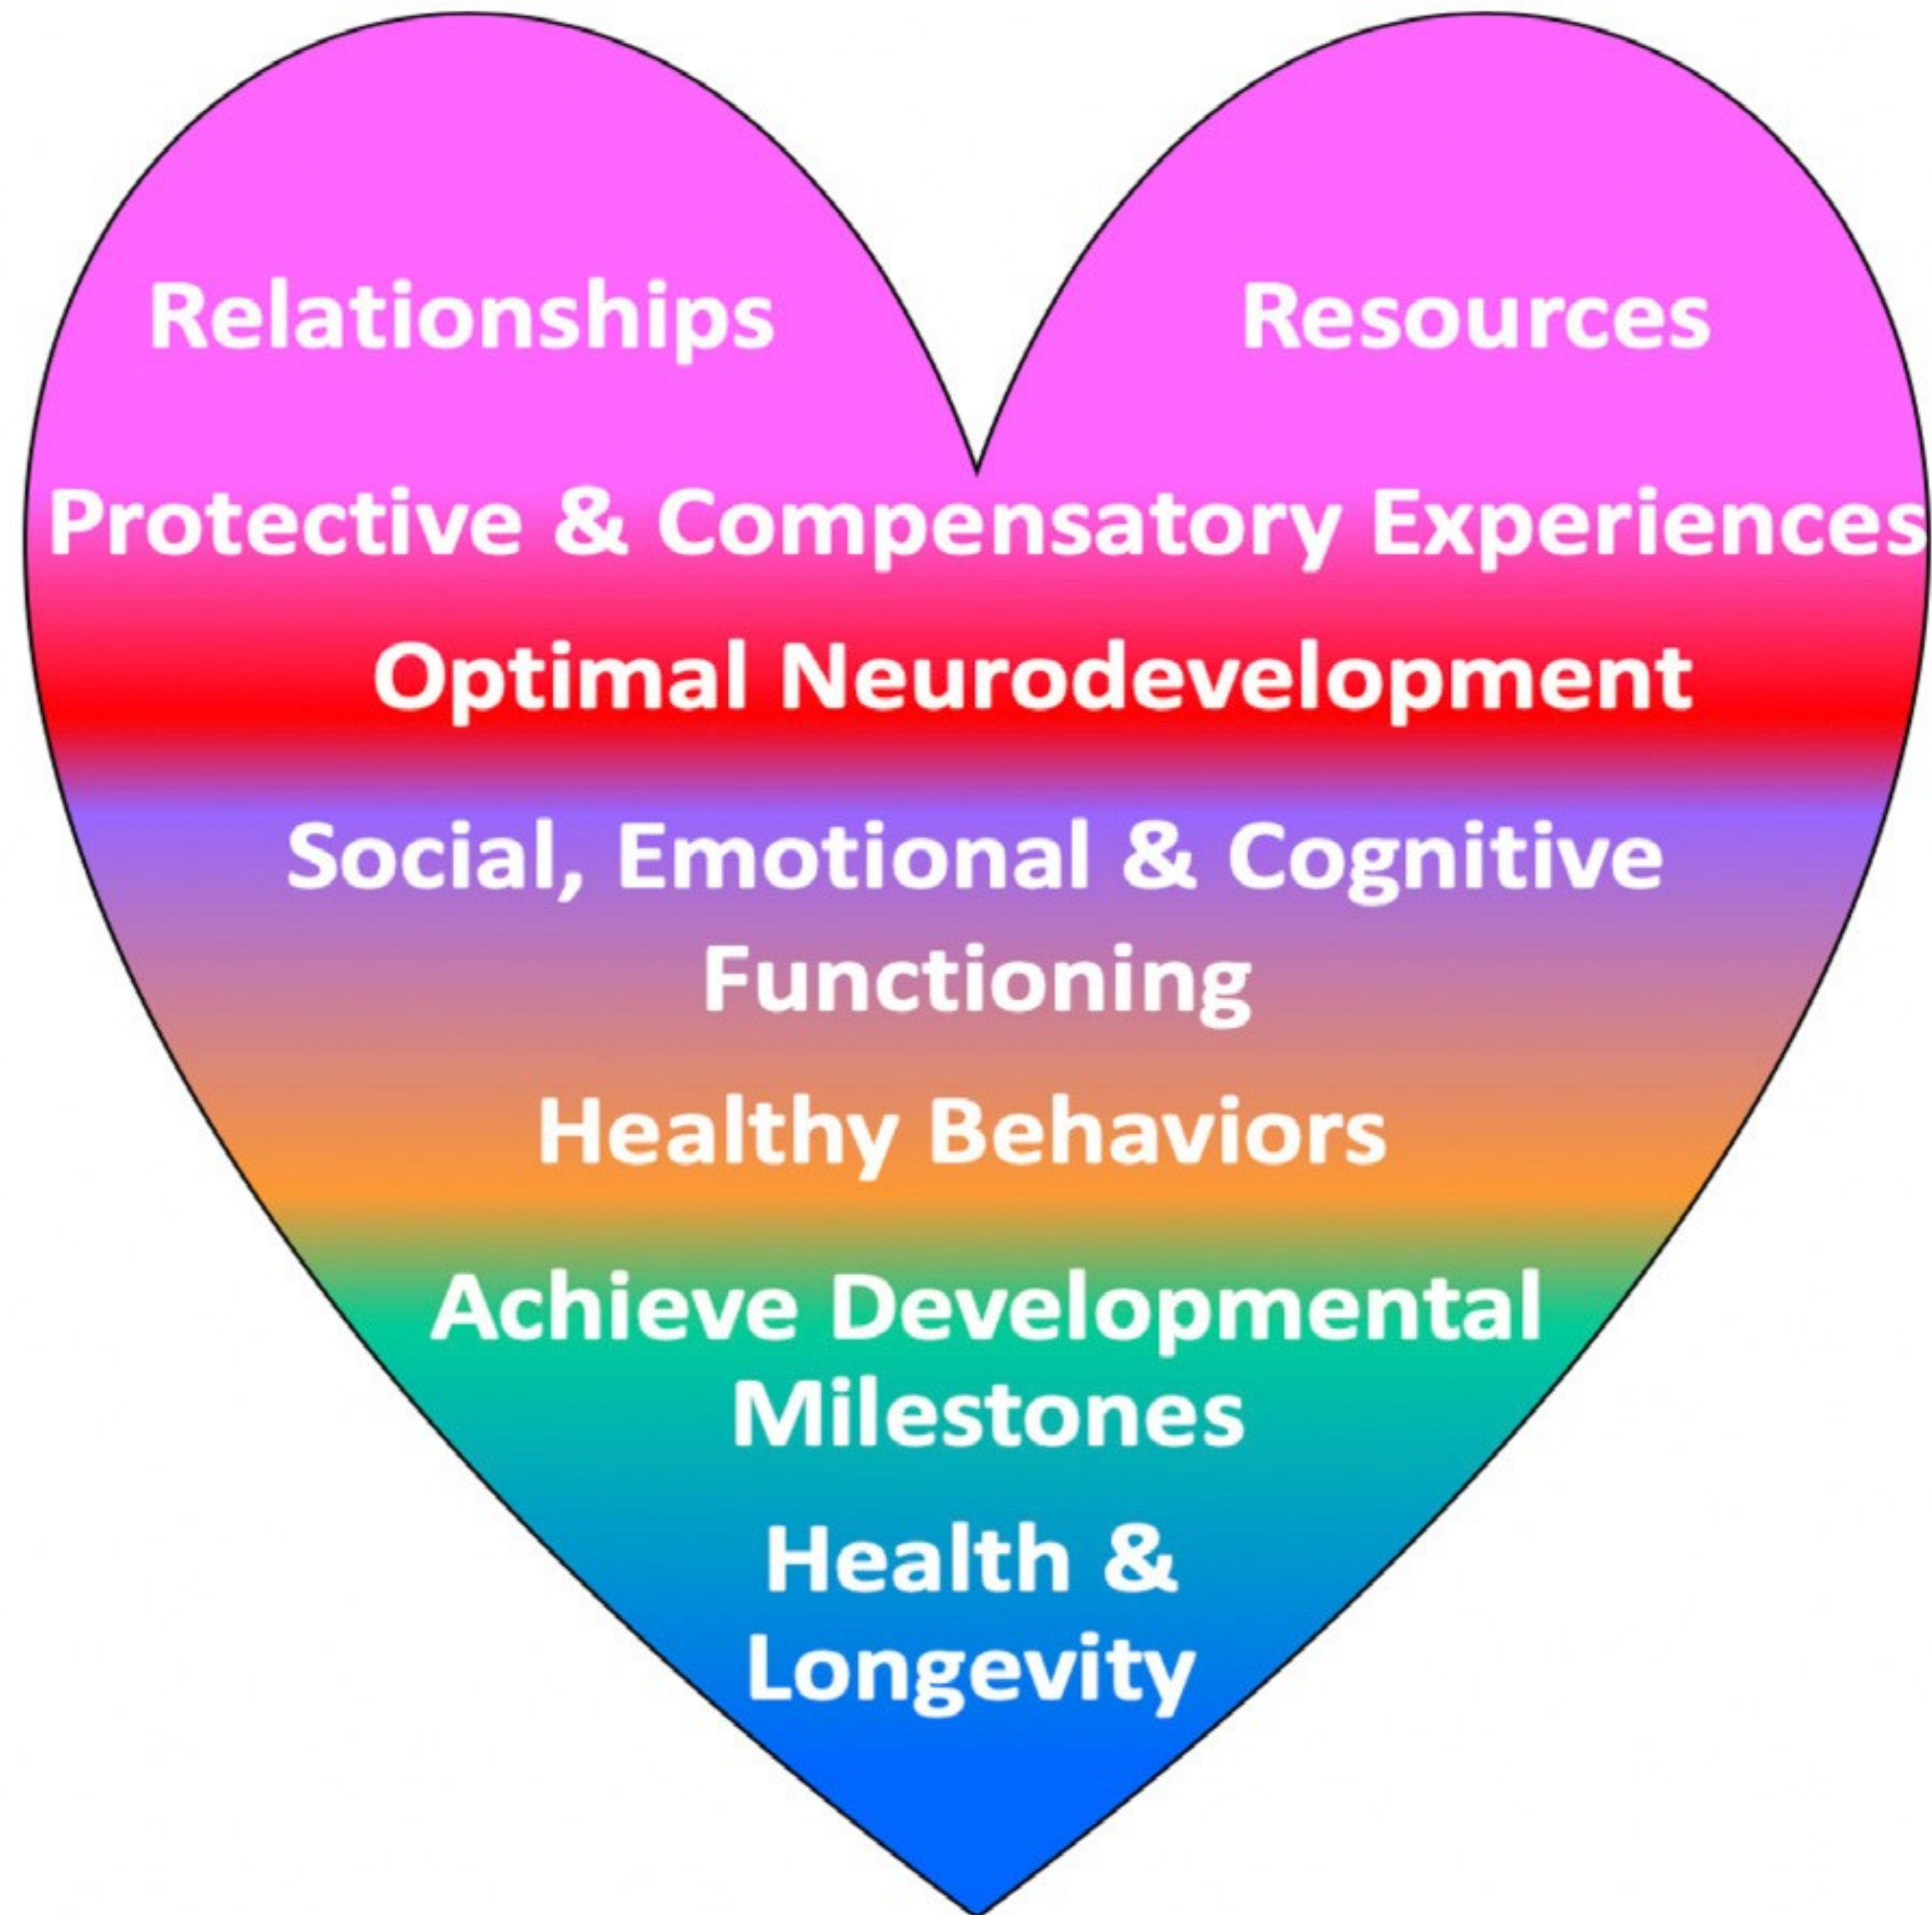 Relationships
Resources
Protective & Compensatory Experiences
Optimal Neurodevelopment
Social, Emotional & Cognitive
Functioning
Healthy Behaviors
Achieve Developmental
Milestones
Health &
Longevity